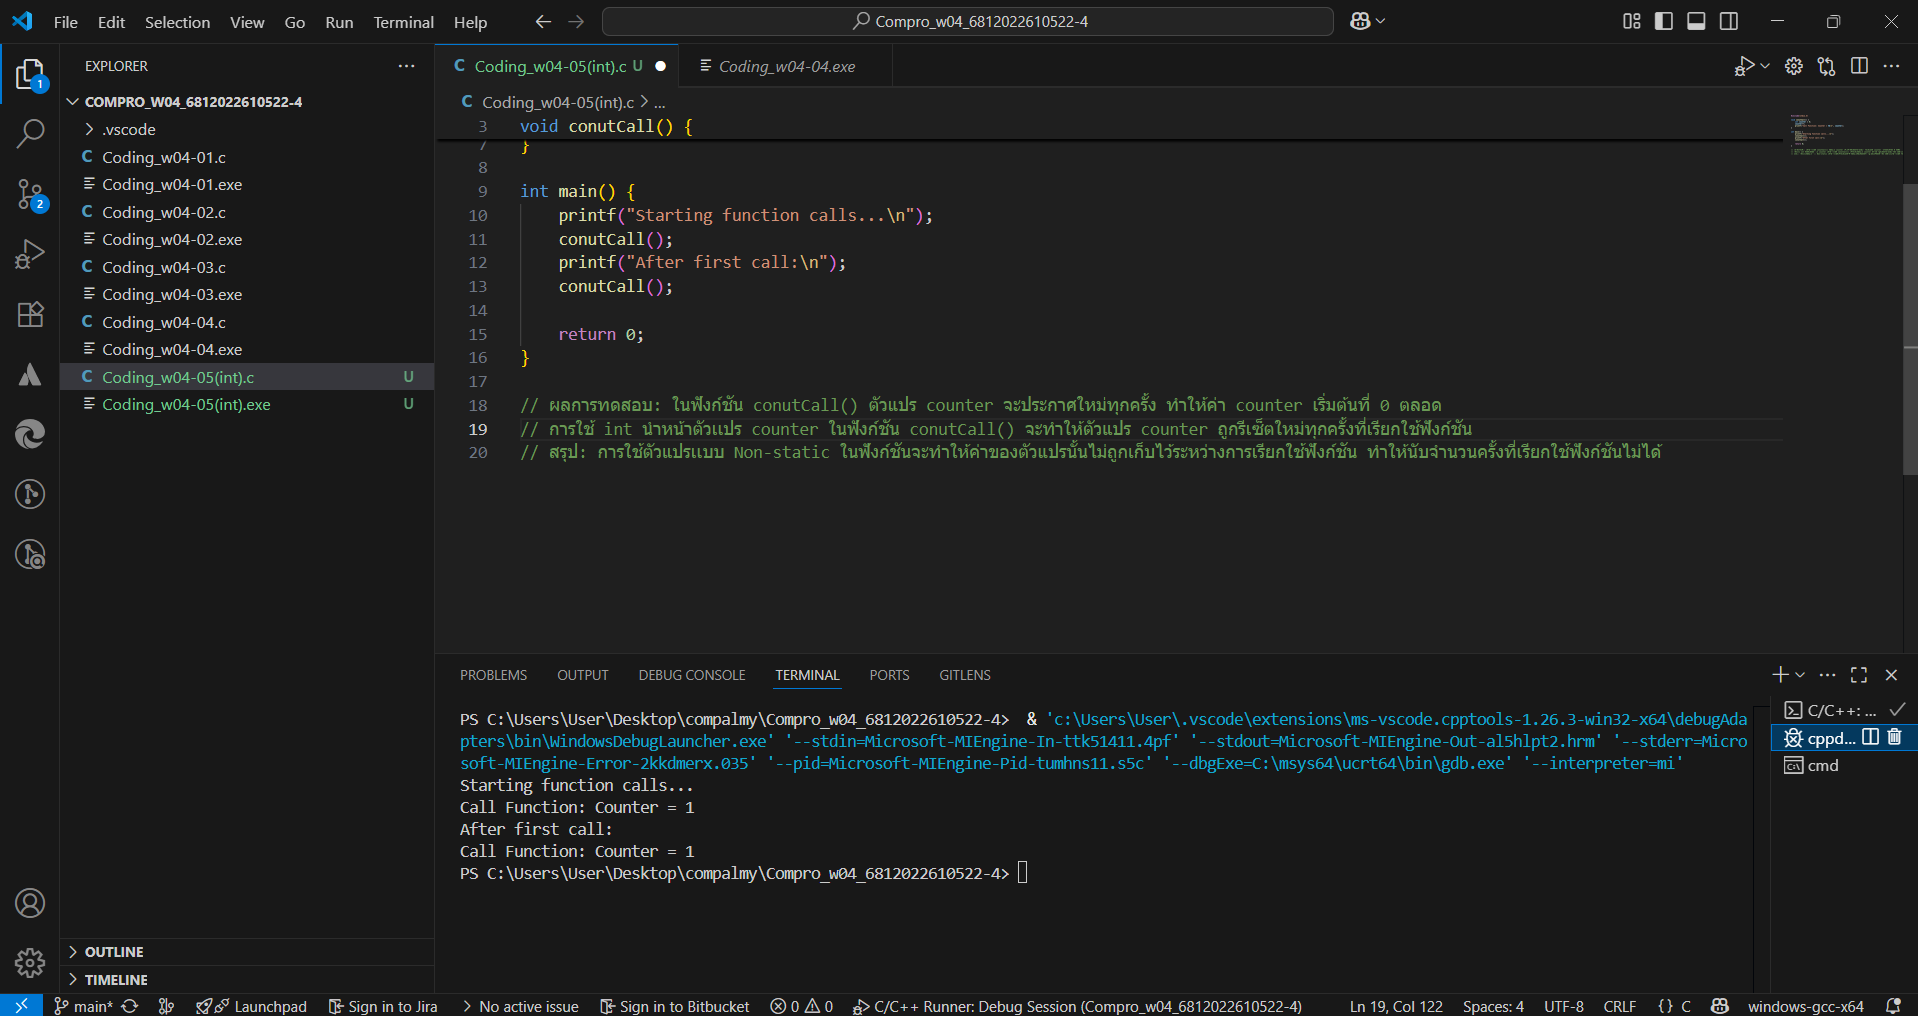 File Edit Selection View Go Run Terminal Help
Compro_w04_6812022610522-4
EXPLORER
COMPRO_W04_6812022610522-4
.vscode
C Coding_w04-01.c
Coding_w04-01.exe
C Coding_w04-02.c
Coding_w04-02.exe
C Coding_w04-03.c
Coding_w04-03.exe
C Coding_w04-04.c
Coding_w04-04.exe
C Coding_w04-05(int).c U
Coding_w04-05(int).exe U
OUTLINE
TIMELINE
1
2
C Coding_w04-05(int).c U
Coding_w04-04.exe
C Coding_w04-05(int).c > ...
3 void conutCall() {
7 }
8
9 int main() {
10 printf("Starting function calls...\n");
11 conutCall();
12 printf("After first call:\n");
13 conutCall();
14
15 return 0;
16 }
17
18 // ผลการทดสอบ: ในฟังก์ชัน conutCall() ตัวแปร counter จะประกาศใหม่ทุกครั้ง ทำให้ค่า counter เริ่มต้นที่ 0 ตลอด
19 // การใช้ int นำหน้าตัวแปร counter ในฟังก์ชัน conutCall() จะทำให้ตัวแปร counter ถูกรีเซ็ตใหม่ทุกครั้งที่เรียกใช้ฟังก์ชัน
20 // สรุป: การใช้ตัวแปรแบบ Non-static ในฟังก์ชันจะทำให้ค่าของตัวแปรนั้นไม่ถูกเก็บไว้ระหว่างการเรียกใช้ฟังก์ชัน ทำให้นับจำนวนครั้งที่เรียกใช้ฟังก์ชันไม่ได้
PROBLEMS OUTPUT DEBUG CONSOLE TERMINAL PORTS GITLENS
PS C:\Users\User\Desktop\compalmy\Compro_w04_6812022610522-4> & 'c:\Users\User\.vscode\extensions\ms-vscode.cpptools-1.26.3-win32-x64\debugAda
pters\bin\WindowsDebugLauncher.exe' '--stdin=Microsoft-MIEngine-In-ttk51411.4pf' '--stdout=Microsoft-MIEngine-Out-al5hlpt2.hrm' '--stderr=Micro
soft-MIEngine-Error-2kkdmerx.035' '--pid=Microsoft-MIEngine-Pid-tumhns11.s5c' '--dbgExe=C:\msys64\ucrt64\bin\gdb.exe' '--interpreter=mi'
Starting function calls...
Call Function: Counter = 1
After first call:
Call Function: Counter = 1
PS C:\Users\User\Desktop\compalmy\Compro_w04_6812022610522-4>
C/C++: ...
cppd...
cmd
main* Launchpad Sign in to Jira No active issue Sign in to Bitbucket 0 0 C/C++ Runner: Debug Session (Compro_w04_6812022610522-4) Ln 19, Col 122 Spaces: 4 UTF-8 CRLF {} C windows-gcc-x64